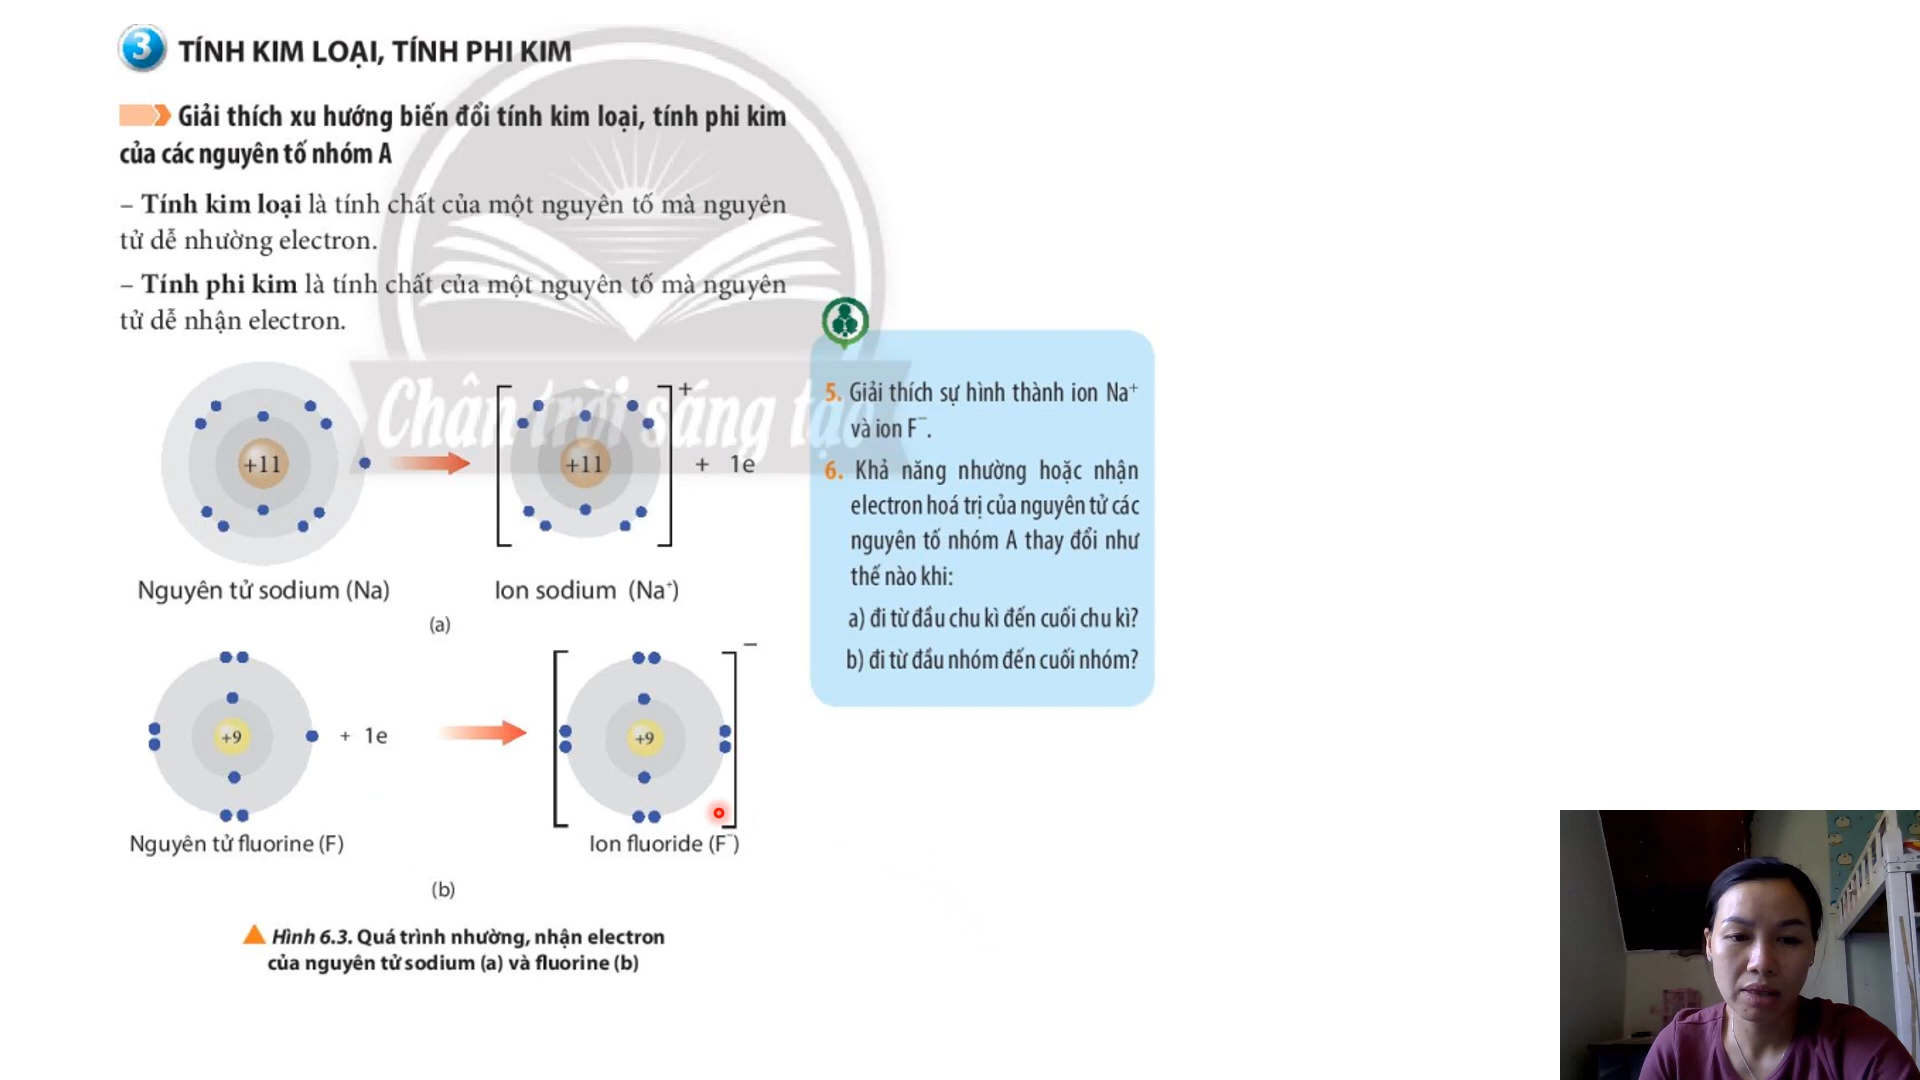 3 TÍNH KIM LOẠI, TÍNH PHI KIM
Giải thích xu hướng biến đổi tính kim loại, tính phi kim
của các nguyên tố nhóm A
– Tính kim loại là tính chất của một nguyên tố mà nguyên
tử dễ nhường electron.
– Tính phi kim là tính chất của một nguyên tố mà nguyên
tử dễ nhận electron.
Chân trời sáng tạo
+11
+11
+
+ 1e
Nguyên tử sodium (Na)
Ion sodium (Na⁺)
(a)
+9
+ 1e
+9
–
Nguyên tử fluorine (F)
Ion fluoride (F⁻)
(b)
Hình 6.3. Quá trình nhường, nhận electron
của nguyên tử sodium (a) và fluorine (b)
5. Giải thích sự hình thành ion Na⁺
và ion F⁻.
6. Khả năng nhường hoặc nhận
electron hoá trị của nguyên tử các
nguyên tố nhóm A thay đổi như
thế nào khi:
a) đi từ đầu chu kì đến cuối chu kì?
b) đi từ đầu nhóm đến cuối nhóm?